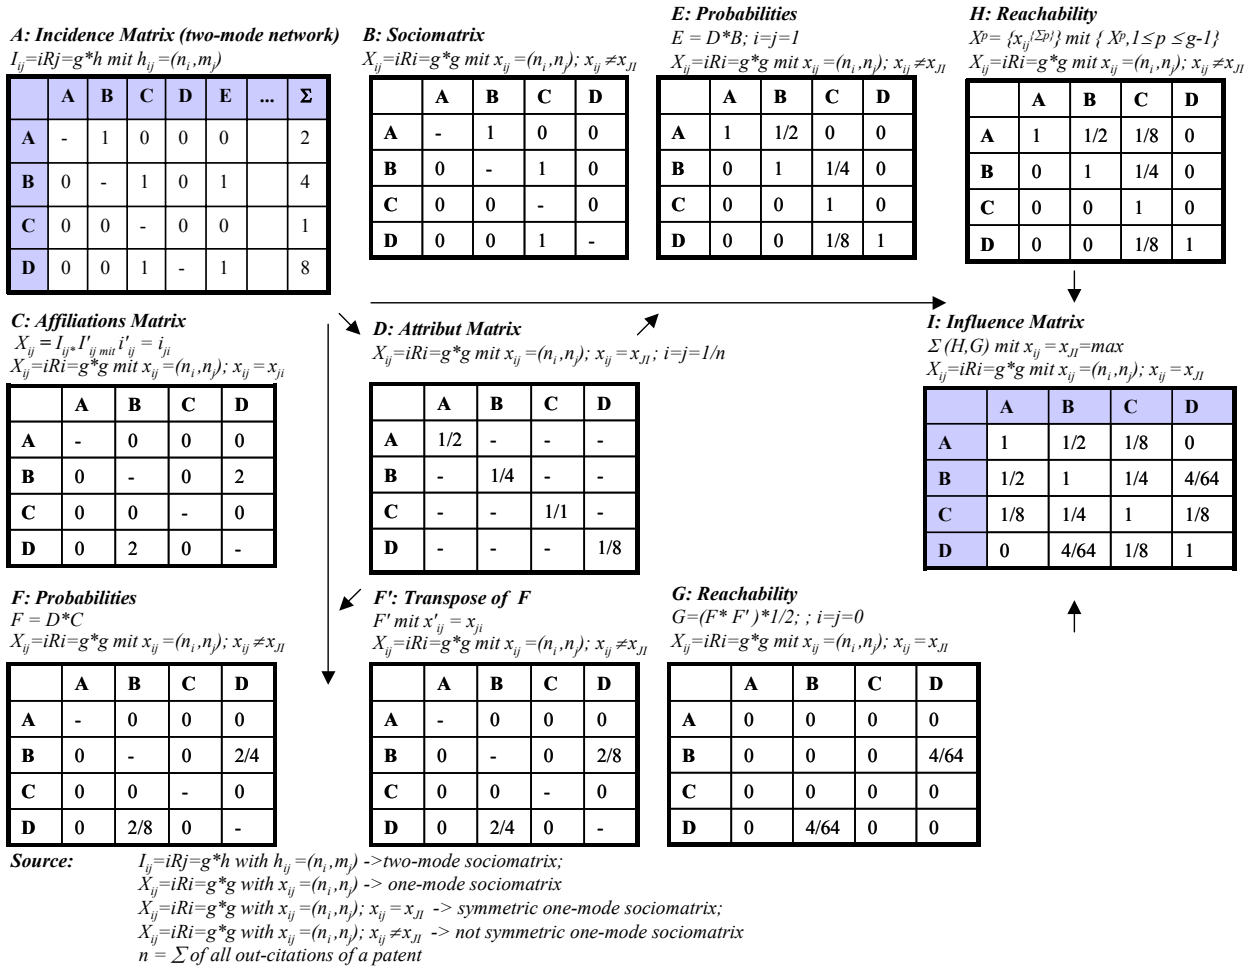 A: Incidence Matrix (two-mode network)
I_ij=iRj=g*h mit h_ij =(n_i,m_j)
A B C D E ... Σ
A - 1 0 0 0 2
B 0 - 1 0 1 4
C 0 0 - 0 0 1
D 0 0 1 - 1 8
B: Sociomatrix
X_ij=iRi=g*g mit x_ij =(n_i,n_j); x_ij ≠x_JI
A B C D
A - 1 0 0
B 0 - 1 0
C 0 0 - 0
D 0 0 1 -
E: Probabilities
E = D*B; i=j=1
X_ij=iRi=g*g mit x_ij =(n_i,n_j); x_ij ≠x_JI
A B C D
A 1 1/2 0 0
B 0 1 1/4 0
C 0 0 1 0
D 0 0 1/8 1
H: Reachability
X^p= {x_ij^{Σp}} mit { X^p,1≤p ≤g-1}
X_ij=iRi=g*g mit x_ij =(n_i,n_j); x_ij ≠x_JI
A B C D
A 1 1/2 1/8 0
B 0 1 1/4 0
C 0 0 1 0
D 0 0 1/8 1
C: Affiliations Matrix
X_ij = I_ij* I'_ij mit i'_ij = i_ji
X_ij=iRi=g*g mit x_ij =(n_i,n_j); x_ij = x_ji
A B C D
A - 0 0 0
B 0 - 0 2
C 0 0 - 0
D 0 2 0 -
D: Attribut Matrix
X_ij=iRi=g*g mit x_ij =(n_i,n_j); x_ij = x_JI; i=j=1/n
A B C D
A 1/2 - - -
B - 1/4 - -
C - - 1/1 -
D - - - 1/8
I: Influence Matrix
Σ (H,G) mit x_ij = x_JI=max
X_ij=iRi=g*g mit x_ij =(n_i,n_j); x_ij = x_JI
A B C D
A 1 1/2 1/8 0
B 1/2 1 1/4 4/64
C 1/8 1/4 1 1/8
D 0 4/64 1/8 1
F: Probabilities
F = D*C
X_ij=iRi=g*g mit x_ij =(n_i,n_j); x_ij ≠x_JI
A B C D
A - 0 0 0
B 0 - 0 2/4
C 0 0 - 0
D 0 2/8 0 -
F': Transpose of F
F' mit x'_ij = x_ji
X_ij=iRi=g*g mit x_ij =(n_i,n_j); x_ij ≠x_JI
A B C D
A - 0 0 0
B 0 - 0 2/8
C 0 0 - 0
D 0 2/4 0 -
G: Reachability
G=(F* F' )*1/2; ; i=j=0
X_ij=iRi=g*g mit x_ij =(n_i,n_j); x_ij = x_JI
A B C D
A 0 0 0 0
B 0 0 0 4/64
C 0 0 0 0
D 0 4/64 0 0
Source: I_ij=iRj=g*h with h_ij =(n_i,m_j) ->two-mode sociomatrix;
X_ij=iRi=g*g with x_ij =(n_i,n_j) -> one-mode sociomatrix
X_ij=iRi=g*g with x_ij =(n_i,n_j); x_ij = x_JI -> symmetric one-mode sociomatrix;
X_ij=iRi=g*g with x_ij =(n_i,n_j); x_ij ≠x_JI -> not symmetric one-mode sociomatrix
n = Σ of all out-citations of a patent